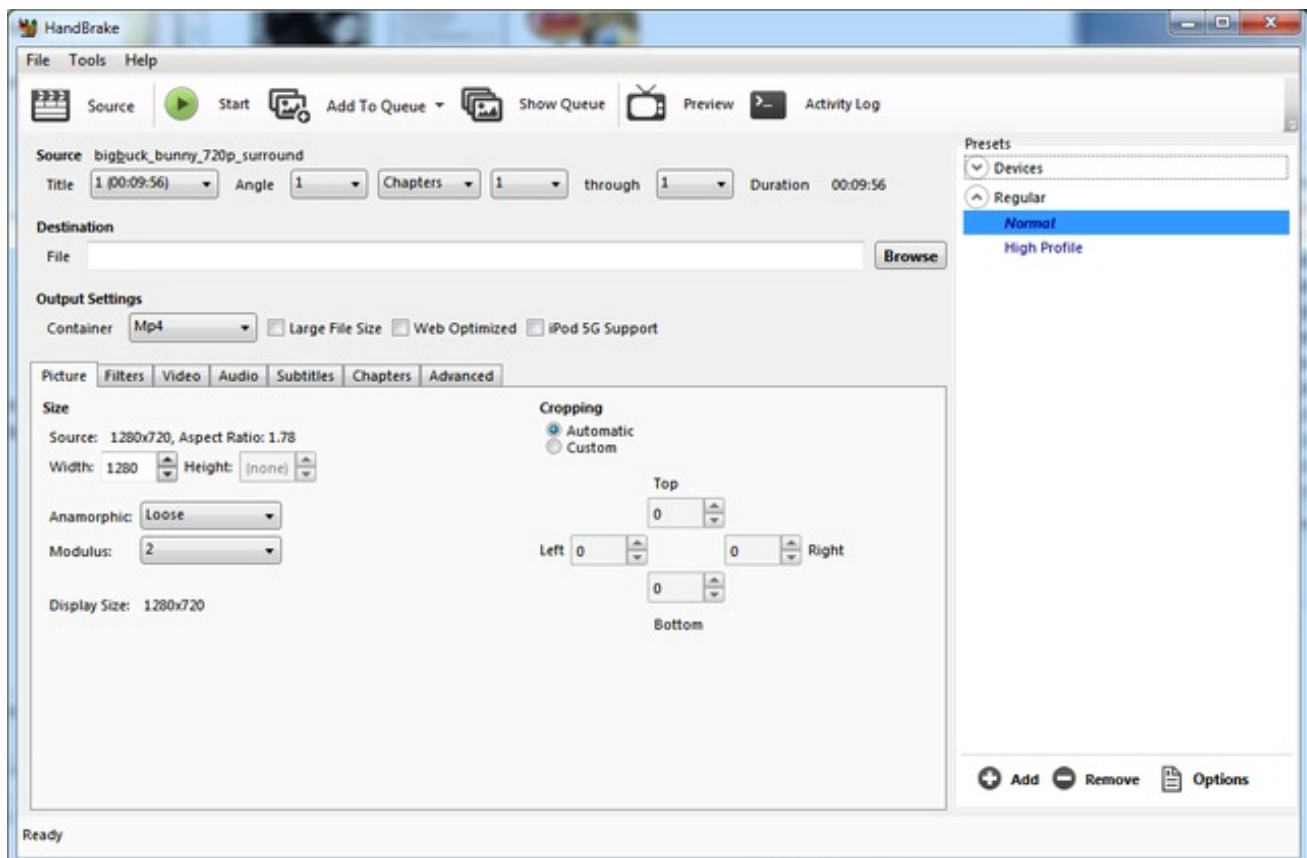 HandBrake
File Tools Help
Source Start Add To Queue Show Queue Preview Activity Log
Source bigbuck_bunny_720p_surround
Title 1 (00:09:56) Angle 1 Chapters 1 through 1 Duration 00:09:56
Destination
File Browse
Output Settings
Container Mp4 Large File Size Web Optimized iPod 5G Support
Picture Filters Video Audio Subtitles Chapters Advanced
Size
Source: 1280x720, Aspect Ratio: 1.78
Width: 1280 Height: (none)
Anamorphic: Loose
Modulus: 2
Display Size: 1280x720
Cropping
Automatic
Custom
Top
0
Left 0 0 Right
0
Bottom
Presets
Devices
Regular
Normal
High Profile
Add Remove Options
Ready